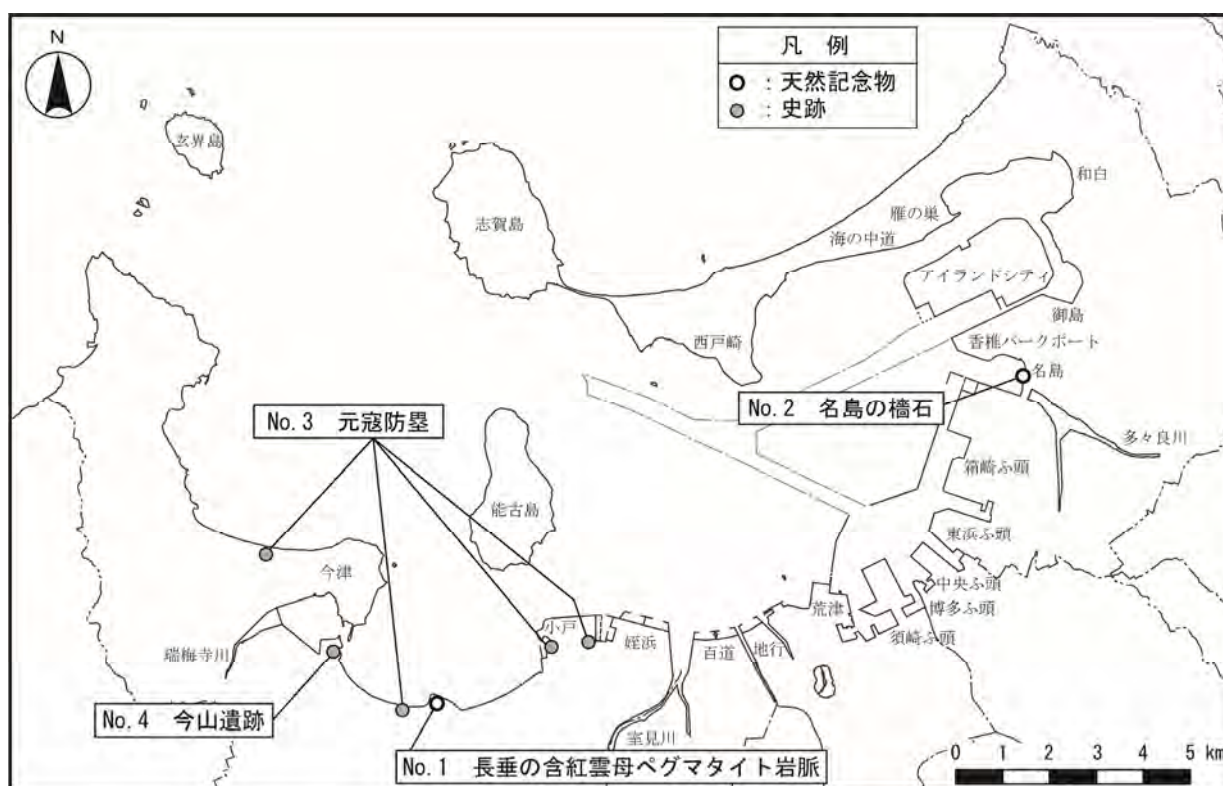 N
凡 例
：天然記念物
：史跡
玄界島
志賀島
和白
雁の巣
海の中道
アイランドシティ
御島
香椎パークポート
西戸崎
名島
No.2 名島の檣石
No.3 元寇防塁
多々良川
箱崎ふ頭
能古島
東浜ふ頭
今津
中央ふ頭
荒津
博多ふ頭
小戸
姪浜
須崎ふ頭
瑞梅寺川
百道
地行
No.4 今山遺跡
室見川
No.1 長垂の含紅雲母ペグマタイト岩脈
0 1 2 3 4 5 km